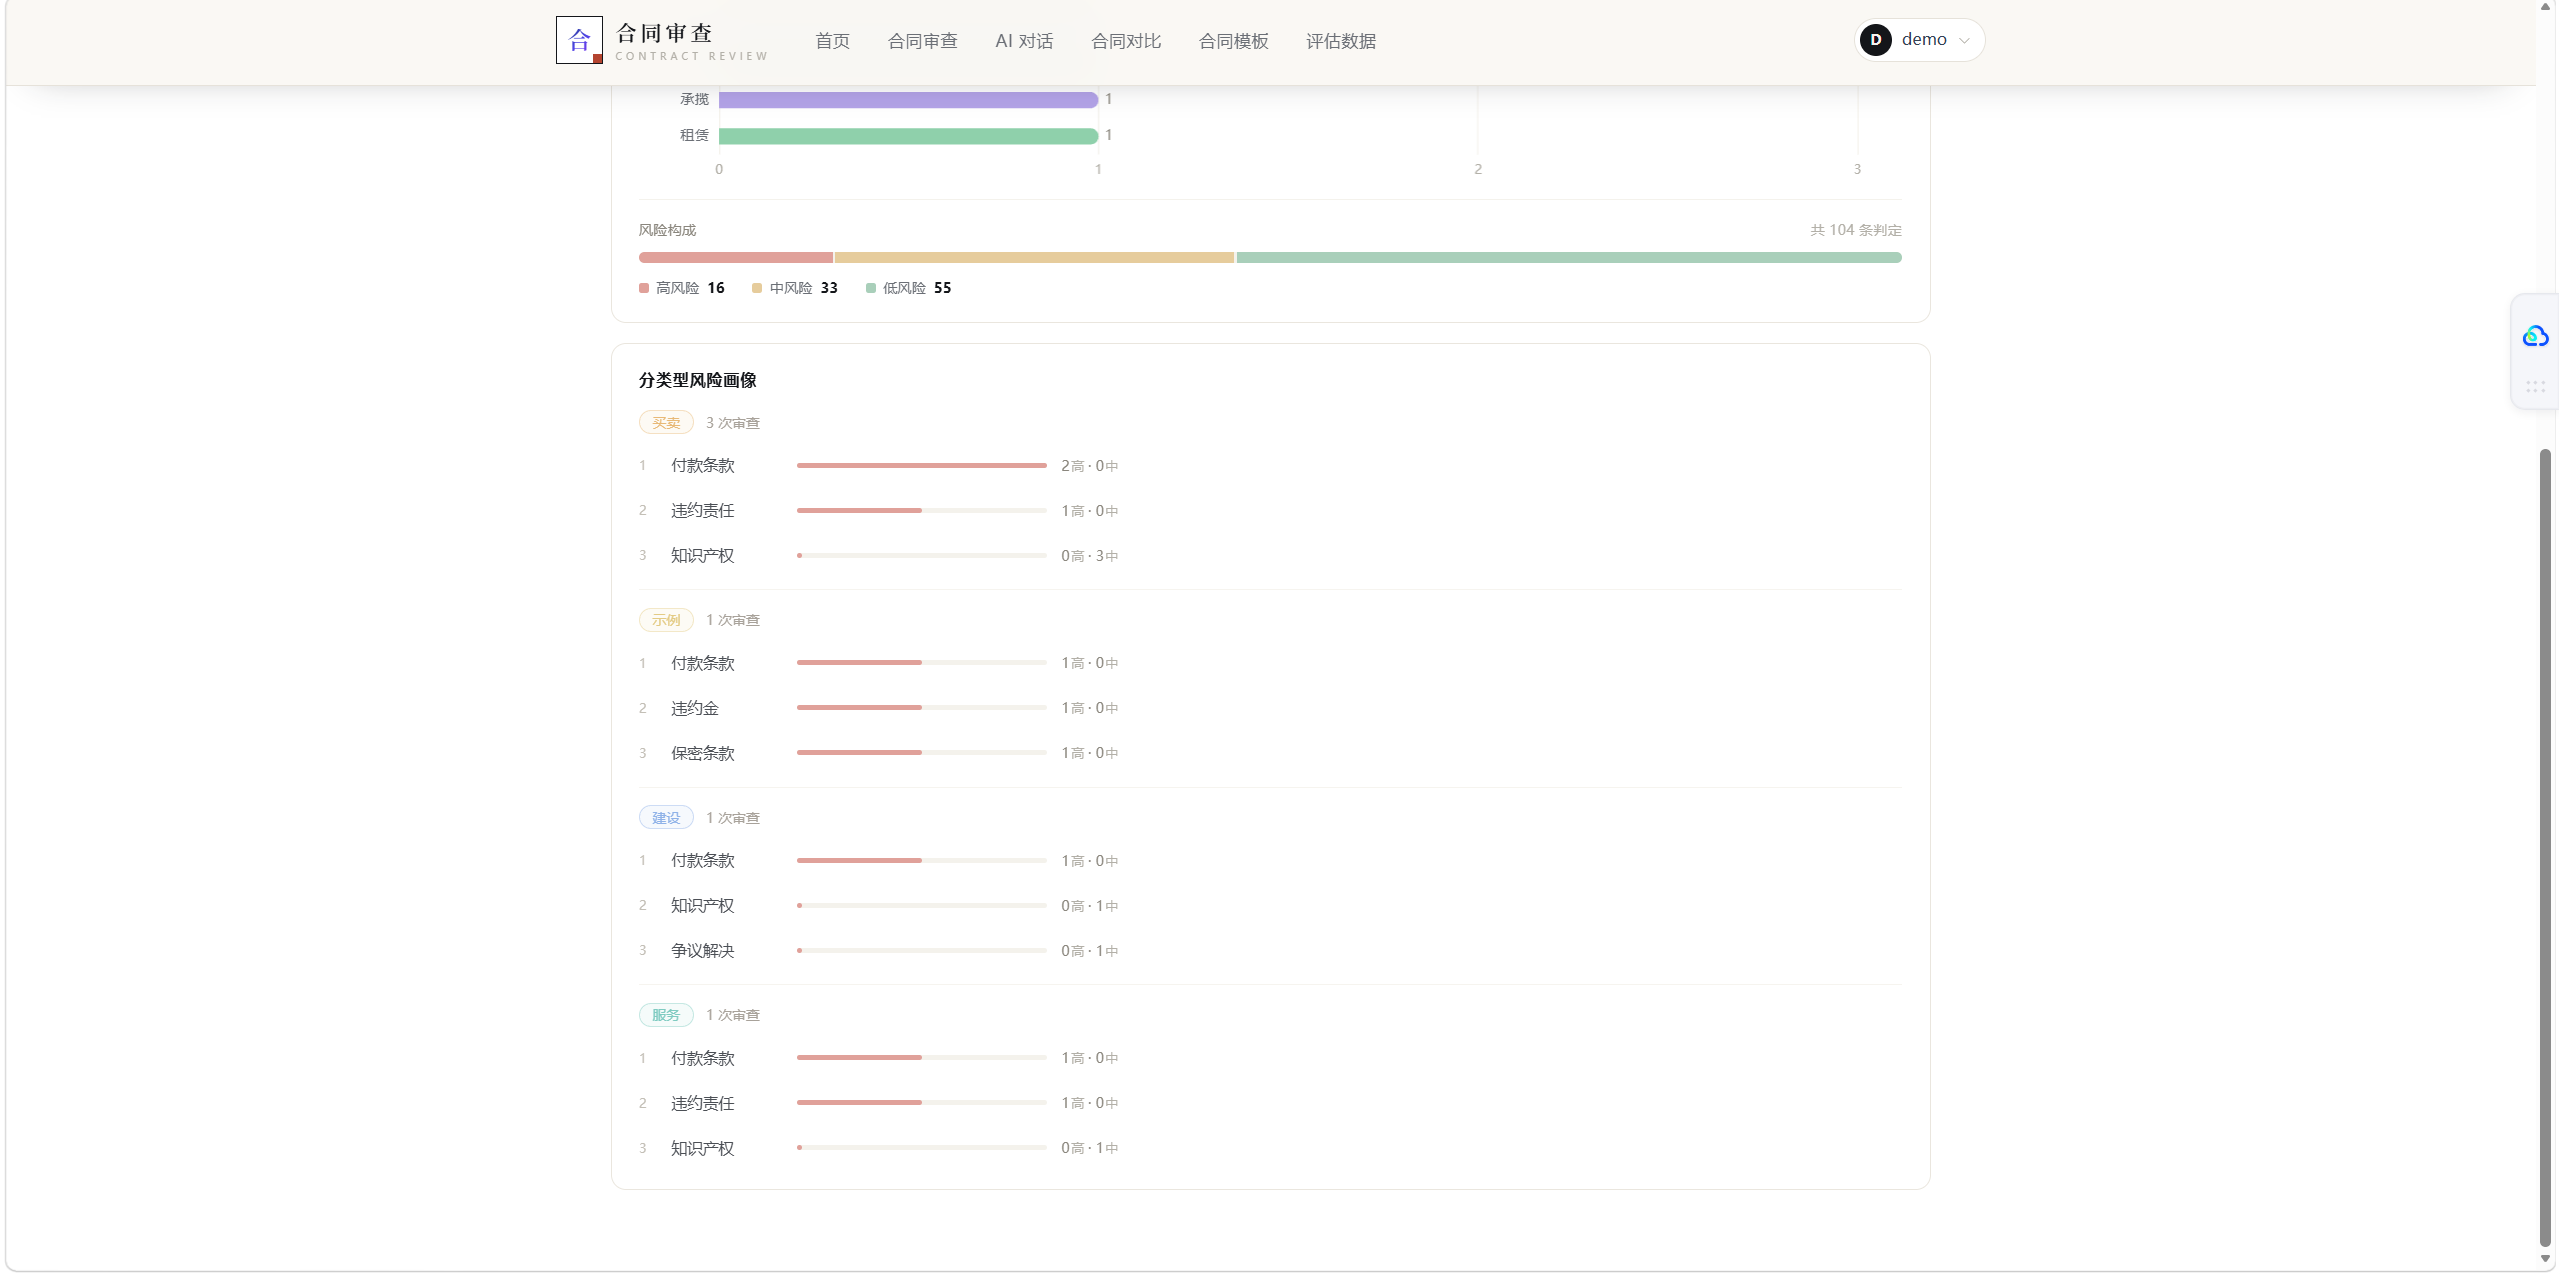 合 合同审查 首页 合同审查 AI 对话 合同对比 合同模板 评估数据 D demo
CONTRACT REVIEW
承揽 1
租赁 1
0 1 2 3
风险构成 共 104 条判定
高风险 16 中风险 33 低风险 55
分类型风险画像
买卖 3 次审查
1 付款条款 2高 · 0中
2 违约责任 1高 · 0中
3 知识产权 0高 · 3中
示例 1 次审查
1 付款条款 1高 · 0中
2 违约金 1高 · 0中
3 保密条款 1高 · 0中
建设 1 次审查
1 付款条款 1高 · 0中
2 知识产权 0高 · 1中
3 争议解决 0高 · 1中
服务 1 次审查
1 付款条款 1高 · 0中
2 违约责任 1高 · 0中
3 知识产权 0高 · 1中